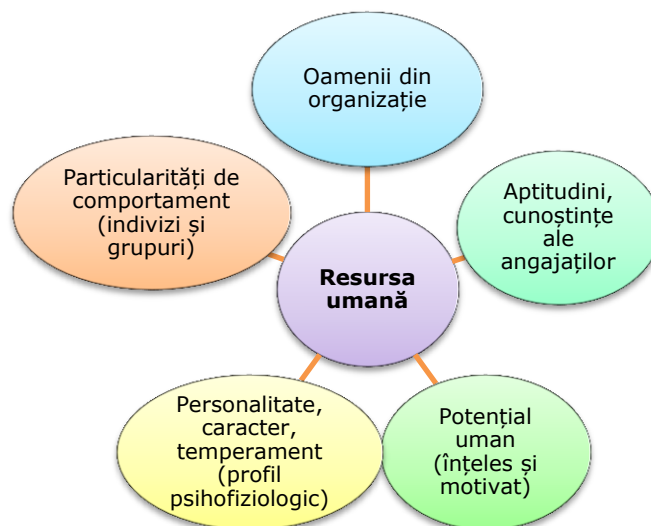 Oamenii din
organizație
Particularități de
comportament
(indivizi și
grupuri)
Aptitudini,
cunoștințe
ale
angajaților
Resursa
umană
Personalitate,
caracter,
temperament
(profil
psihofiziologic)
Potențial
uman
(înțeles și
motivat)